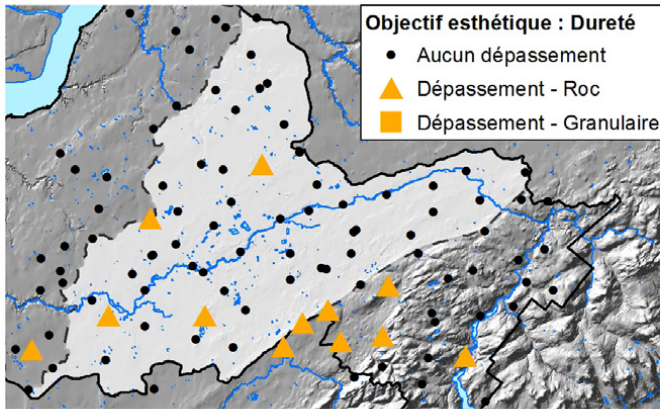 Objectif esthétique : Dureté
Aucun dépassement
Dépassement - Roc
Dépassement - Granulaire